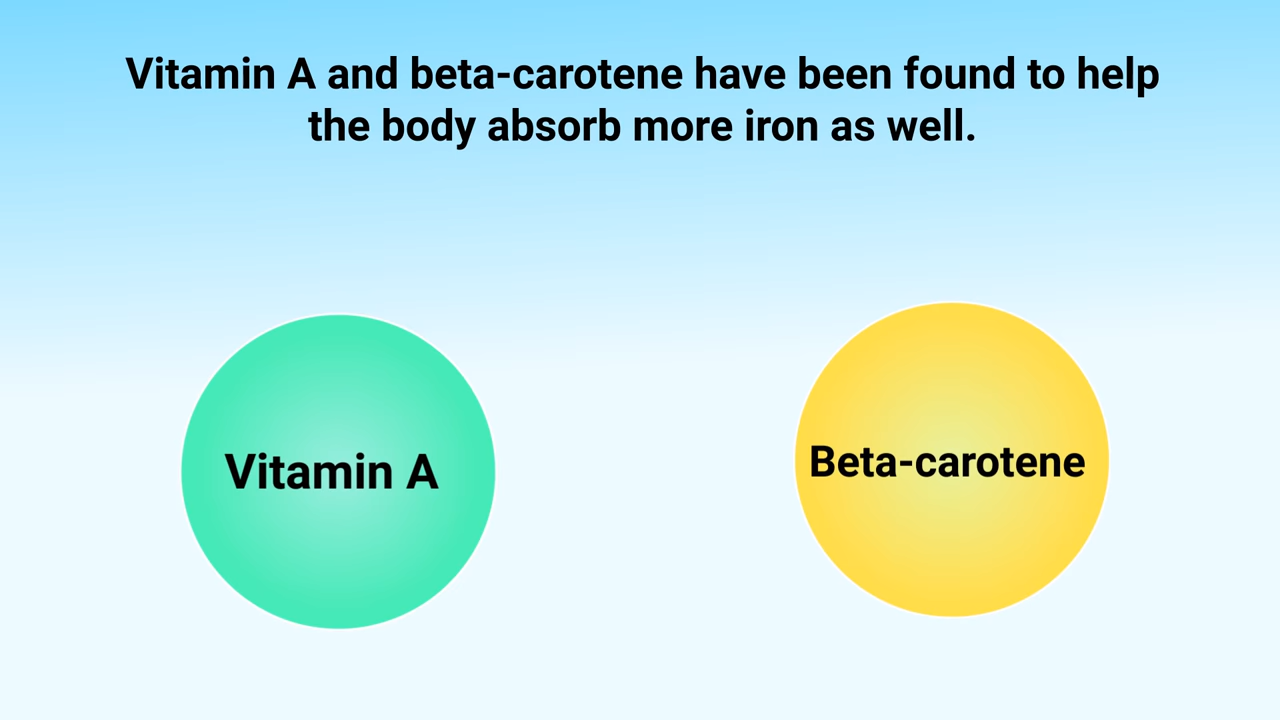 Vitamin A and beta-carotene have been found to help
the body absorb more iron as well.
Vitamin A
Beta-carotene